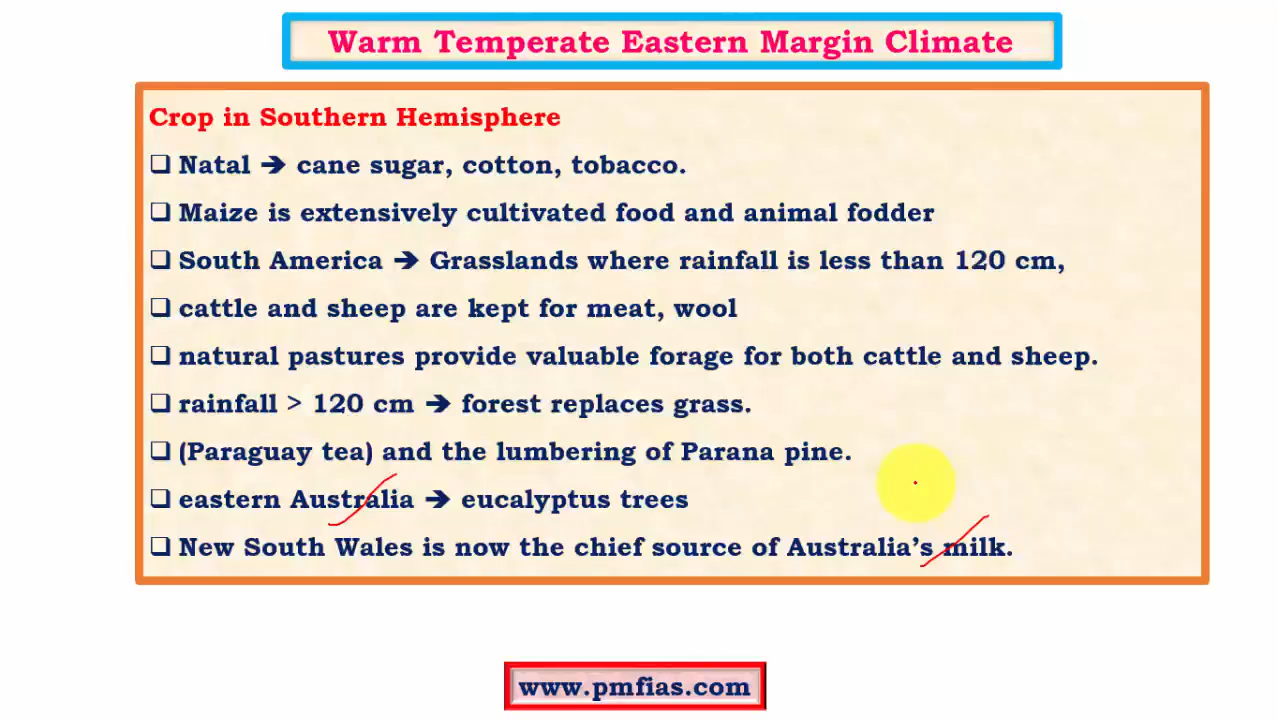 Warm Temperate Eastern Margin Climate
Crop in Southern Hemisphere
❑ Natal ➔ cane sugar, cotton, tobacco.
❑ Maize is extensively cultivated food and animal fodder
❑ South America ➔ Grasslands where rainfall is less than 120 cm,
❑ cattle and sheep are kept for meat, wool
❑ natural pastures provide valuable forage for both cattle and sheep.
❑ rainfall > 120 cm ➔ forest replaces grass.
❑ (Paraguay tea) and the lumbering of Parana pine.
❑ eastern Australia ➔ eucalyptus trees
❑ New South Wales is now the chief source of Australia’s milk.
www.pmfias.com